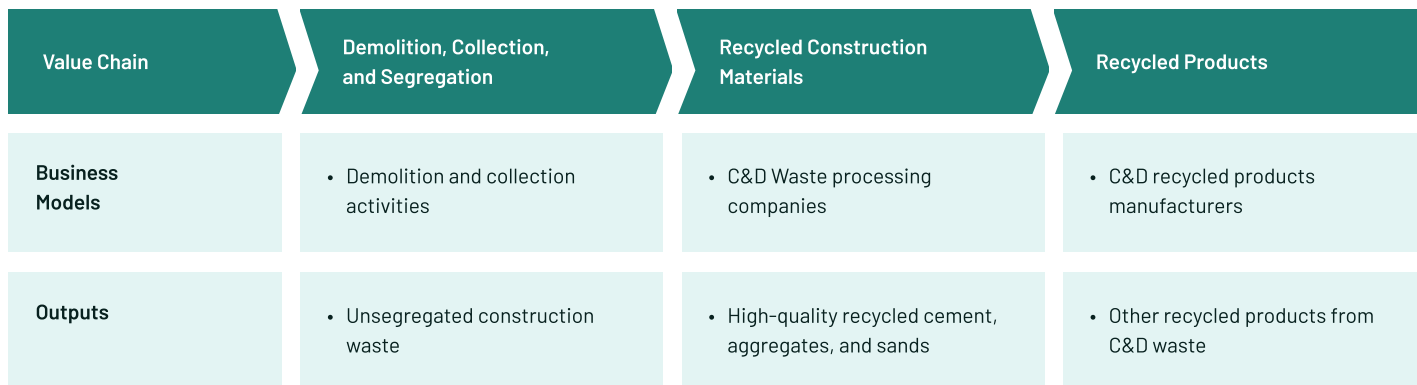 Value Chain
Demolition, Collection,
and Segregation
Recycled Construction
Materials
Recycled Products
Business
Models
• Demolition and collection
activities
• C&D Waste processing
companies
• C&D recycled products
manufacturers
Outputs
• Unsegregated construction
waste
• High-quality recycled cement,
aggregates, and sands
• Other recycled products from
C&D waste